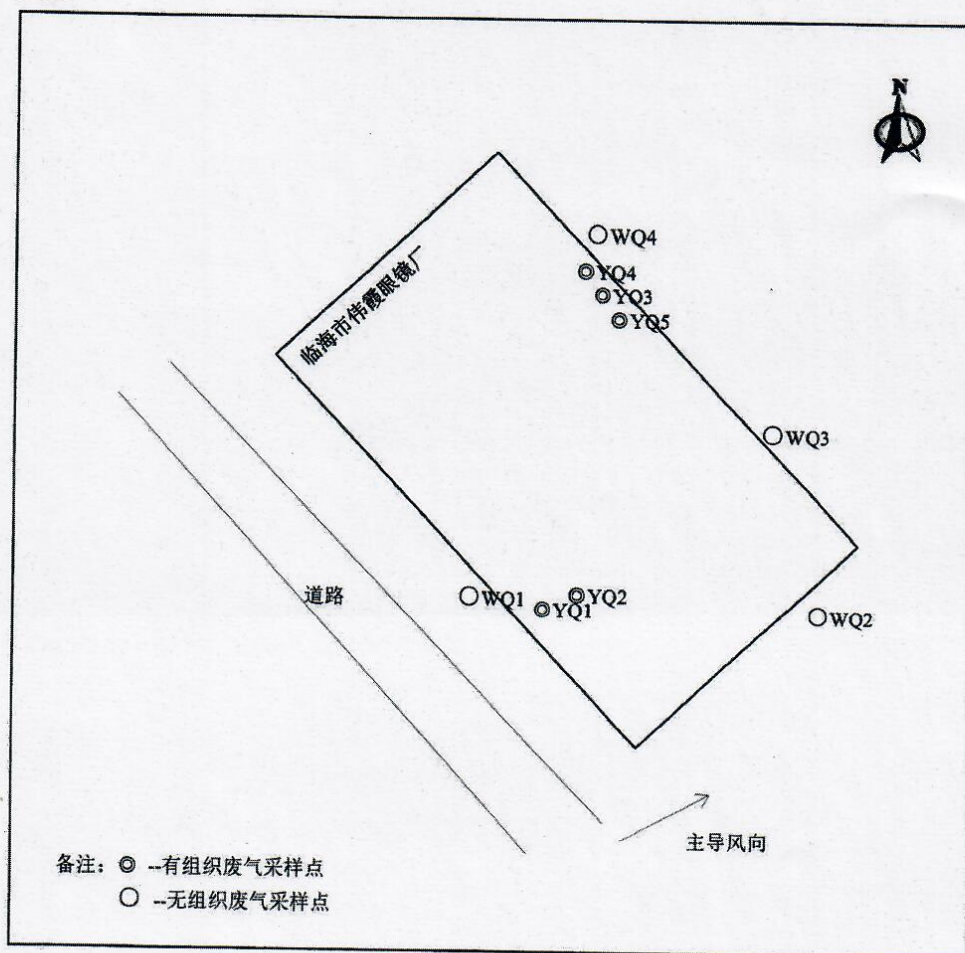 N
WQ4
YQ4
YQ3
YQ5
临海市伟霞眼镜厂
WQ3
道路
WQ1
YQ2
YQ1
WQ2
主导风向
备注：◎ --有组织废气采样点
○ --无组织废气采样点